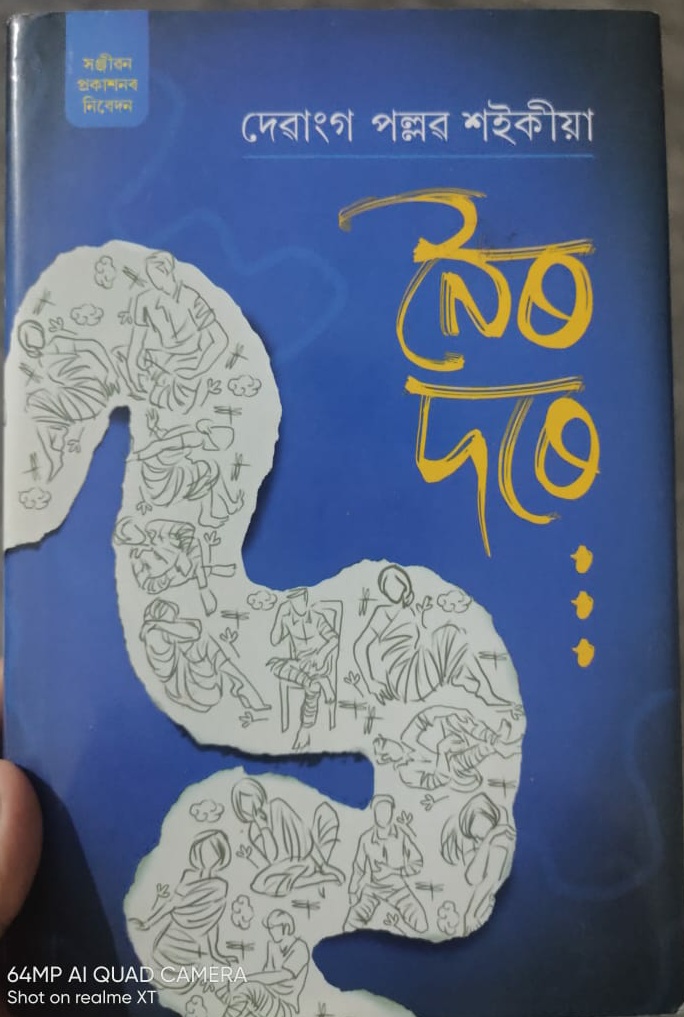 সঞ্জীৱন
প্ৰকাশনৰ
নিবেদন
দেৱাংগ পল্লৱ শইকীয়া
নৈৰ
দৰে
...
64MP AI QUAD CAMERA
Shot on realme XT